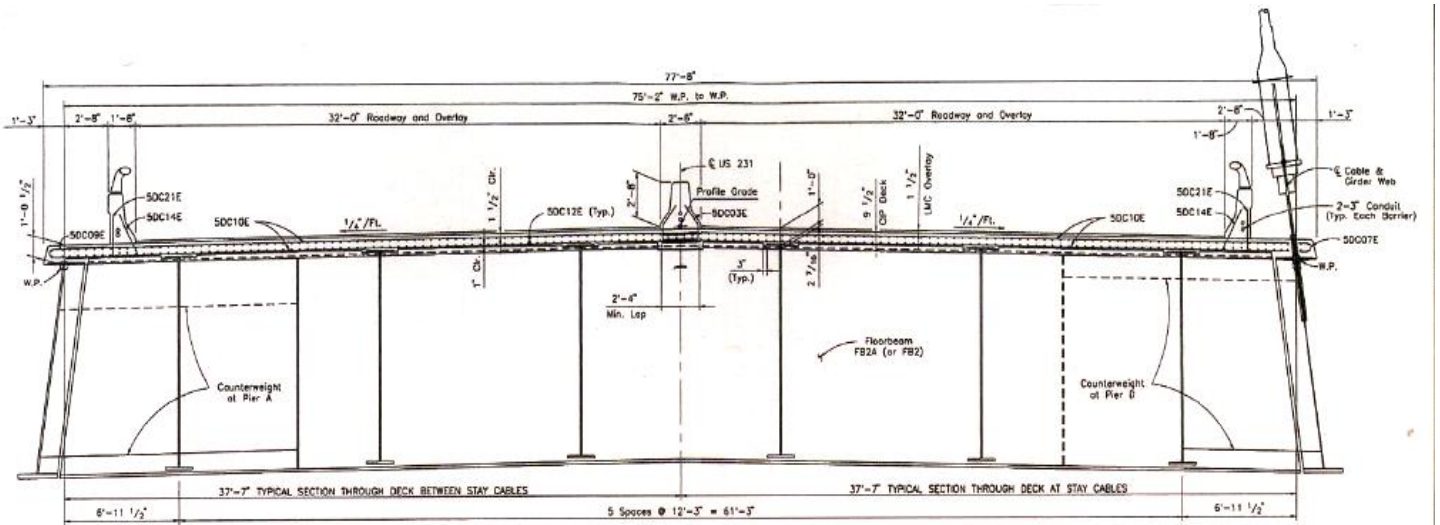 77'-8"
75'-2" W.P. to W.P.
1'-3" 2'-8" 1'-8" 32'-0" Roadway and Overlay 2'-6" 32'-0" Roadway and Overlay 2'-8" 1'-8" 1'-3"
℄ US 231
Profile Grade
2'-8"
1'-0 1/2"
5DC21E
5DC14E
5DC09E
5DC10E
1/4"/Ft.
1 1/2" Clr.
5DC12E (Typ.)
5DC03E
1'-0"
9 1/2"
CIP Deck
1 1/2"
LMC Overlay
1/4"/Ft.
5DC10E
5DC21E
5DC14E
℄ Cable &
Girder Web
2-3" Conduit
(Typ. Each Barrier)
5DC07E
W.P.
W.P.
1" Clr.
3"
(Typ.)
2 7/16"
2'-4"
Min. Lap
Floorbeam
FB2A (or FB2)
Counterweight
at Pier A
Counterweight
at Pier D
37'-7" TYPICAL SECTION THROUGH DECK BETWEEN STAY CABLES 37'-7" TYPICAL SECTION THROUGH DECK AT STAY CABLES
6'-11 1/2" 5 Spaces @ 12'-3" = 61'-3" 6'-11 1/2"